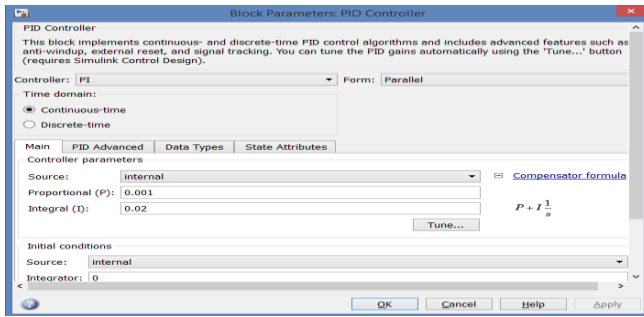 Block Parameters: PID Controller
PID Controller
This block implements continuous- and discrete-time PID control algorithms and includes advanced features such as
anti-windup, external reset, and signal tracking. You can tune the PID gains automatically using the 'Tune...' button
(requires Simulink Control Design).
Controller: PI Form: Parallel
Time domain:
Continuous-time
Discrete-time
Main PID Advanced Data Types State Attributes
Controller parameters
Source: internal Compensator formula
Proportional (P): 0.001
Integral (I): 0.02
P+I 1/s
Tune...
Initial conditions
Source: internal
Integrator: 0
OK Cancel Help Apply